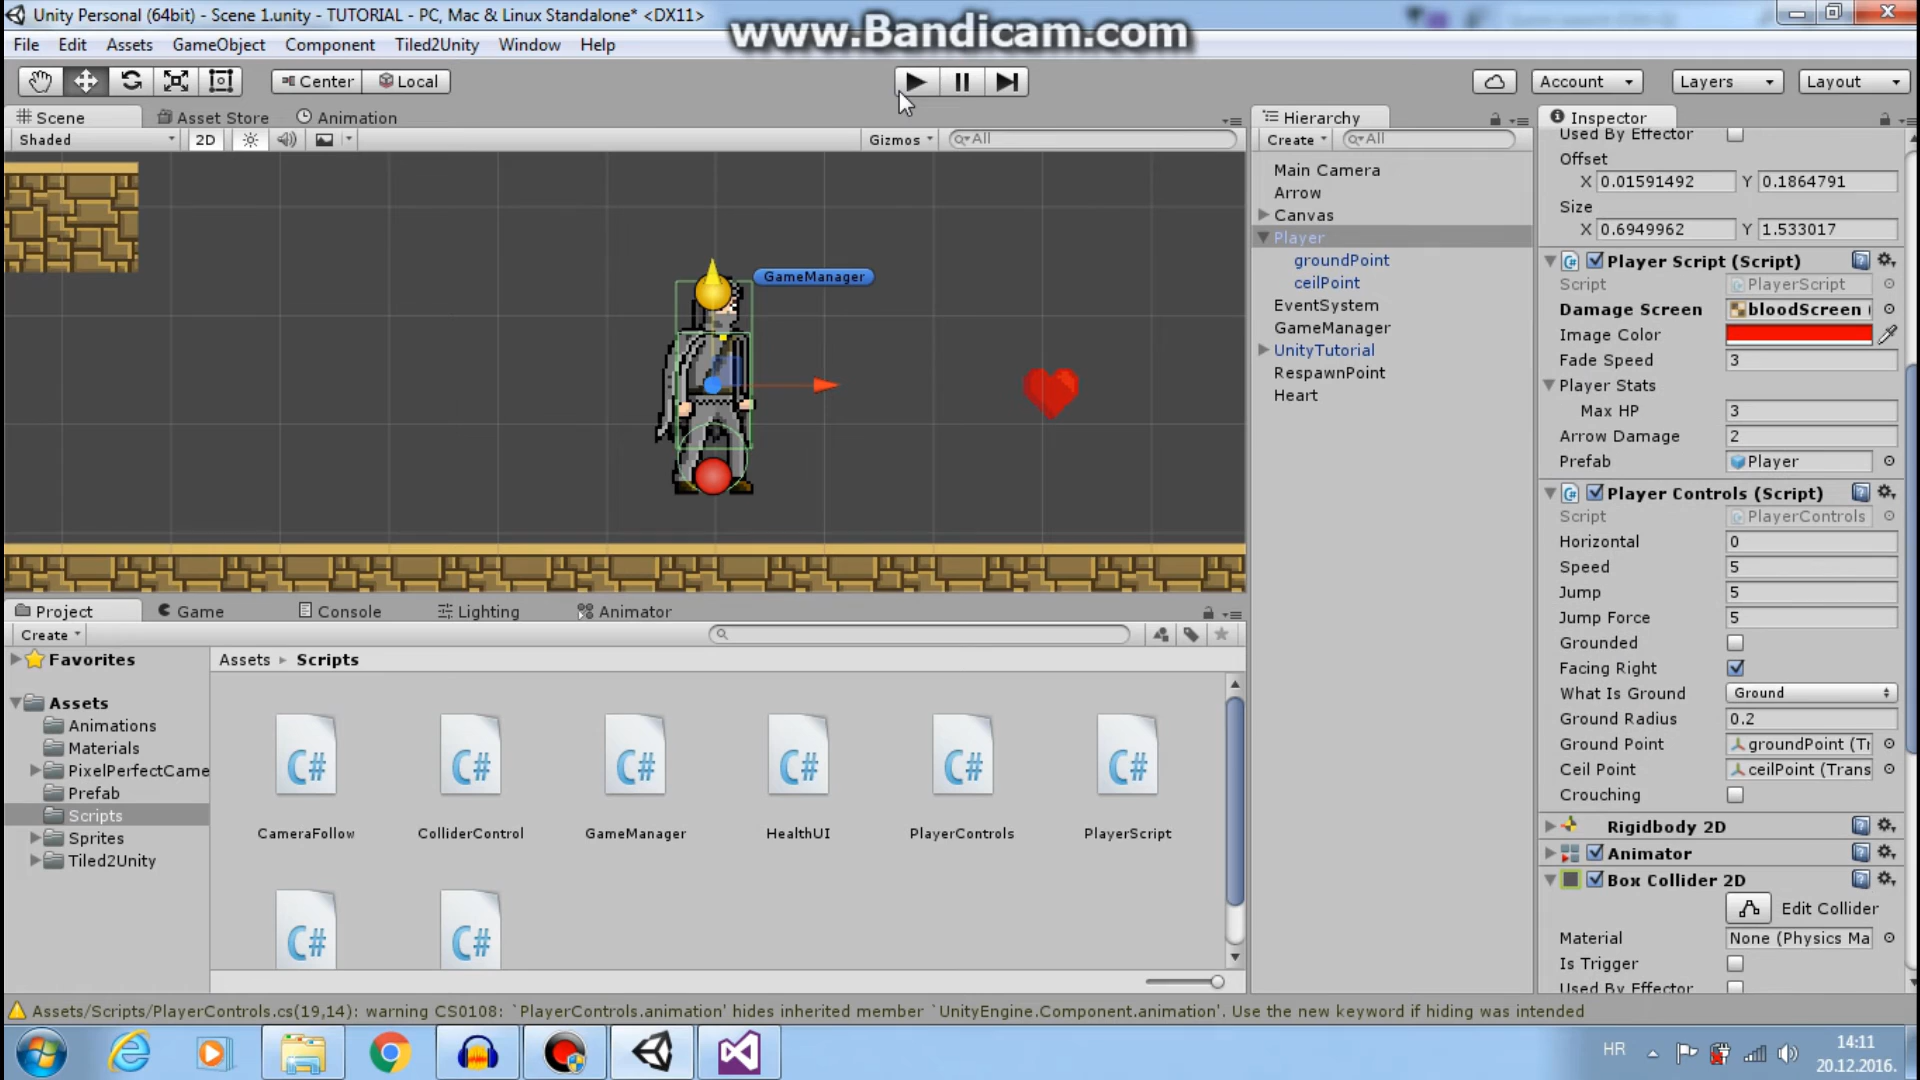 Unity Personal (64bit) - Scene 1.unity - TUTORIAL - PC, Mac & Linux Standalone* <DX11>
www.Bandicam.com
File Edit Assets GameObject Component Tiled2Unity Window Help
Center Local
Account Layers Layout
Scene Asset Store Animation
Shaded 2D Gizmos All
GameManager
Hierarchy
Create All
Main Camera
Arrow
Canvas
Player
groundPoint
ceilPoint
EventSystem
GameManager
UnityTutorial
RespawnPoint
Heart
Inspector
Used By Effector
Offset
X 0.01591492 Y 0.1864791
Size
X 0.6949962 Y 1.533017
Player Script (Script)
Script PlayerScript
Damage Screen bloodScreen (
Image Color
Fade Speed 3
Player Stats
Max HP 3
Arrow Damage 2
Prefab Player
Player Controls (Script)
Script PlayerControls
Horizontal 0
Speed 5
Jump 5
Jump Force 5
Grounded
Facing Right
What Is Ground Ground
Ground Radius 0.2
Ground Point groundPoint (Tr
Ceil Point ceilPoint (Trans
Crouching
Rigidbody 2D
Animator
Box Collider 2D
Edit Collider
Material None (Physics Ma
Is Trigger
Used By Effector
Project Game Console Lighting Animator
Create
Favorites
Assets
Animations
Materials
PixelPerfectCame
Prefab
Scripts
Sprites
Tiled2Unity
Assets Scripts
C# C# C# C# C# C#
CameraFollow ColliderControl GameManager HealthUI PlayerControls PlayerScript
C# C#
Assets/Scripts/PlayerControls.cs(19,14): warning CS0108: `PlayerControls.animation' hides inherited member `UnityEngine.Component.animation'. Use the new keyword if hiding was intended
HR
14:11
20.12.2016.